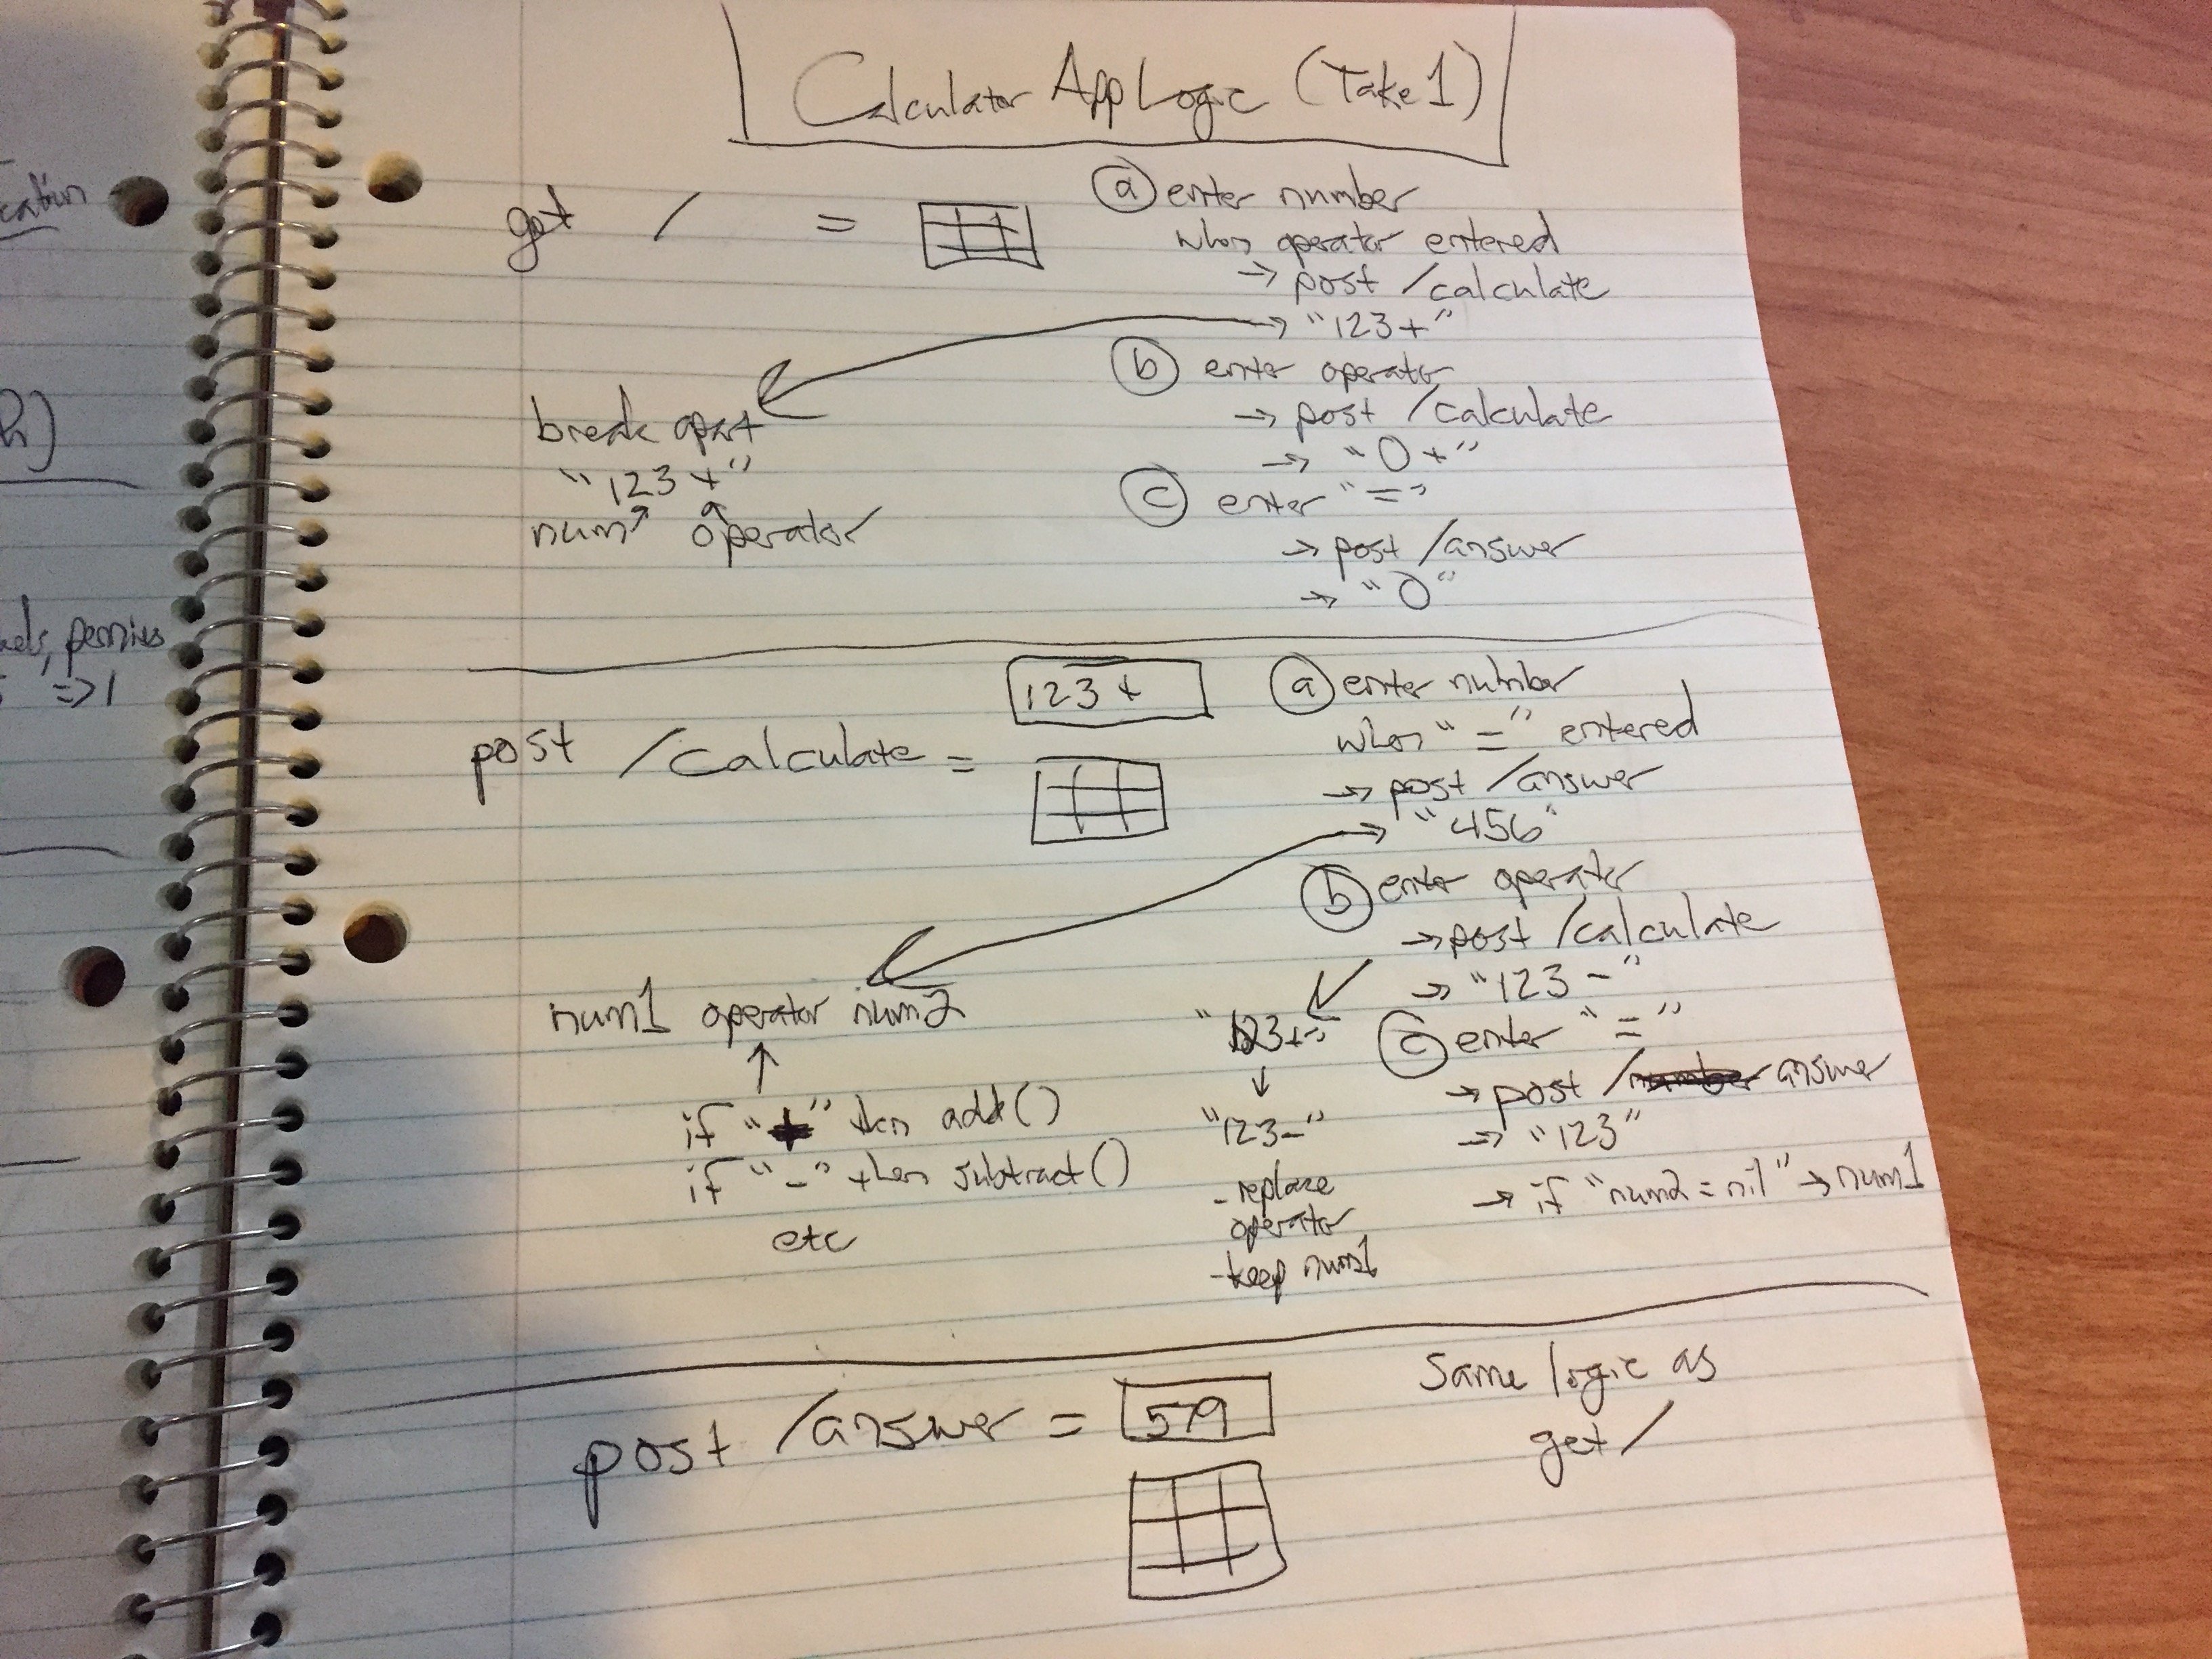 Calculator App Logic (Take 1)
get / =
ⓐ enter number
when operator entered
→ post /calculate
→ "123+"
ⓑ enter operator
→ post /calculate
→ "0+"
ⓒ enter "="
→ post /answer
→ "0"
break apart
"123+"
num operator
post /calculate =
123+
ⓐ enter number
when "=" entered
→ post /answer
→ "456"
ⓑ enter operator
→ post /calculate
→ "123-"
ⓒ enter "="
→ post /number answer
→ "123"
→ if "num2 = nil" → num1
num1 operator num2
if "+" then add()
if "-" then subtract()
etc
"123+-"
↓
"123-"
- replace
operator
- keep num1
post /answer = 579
Same logic as
get /
cation
pennies
=> 1